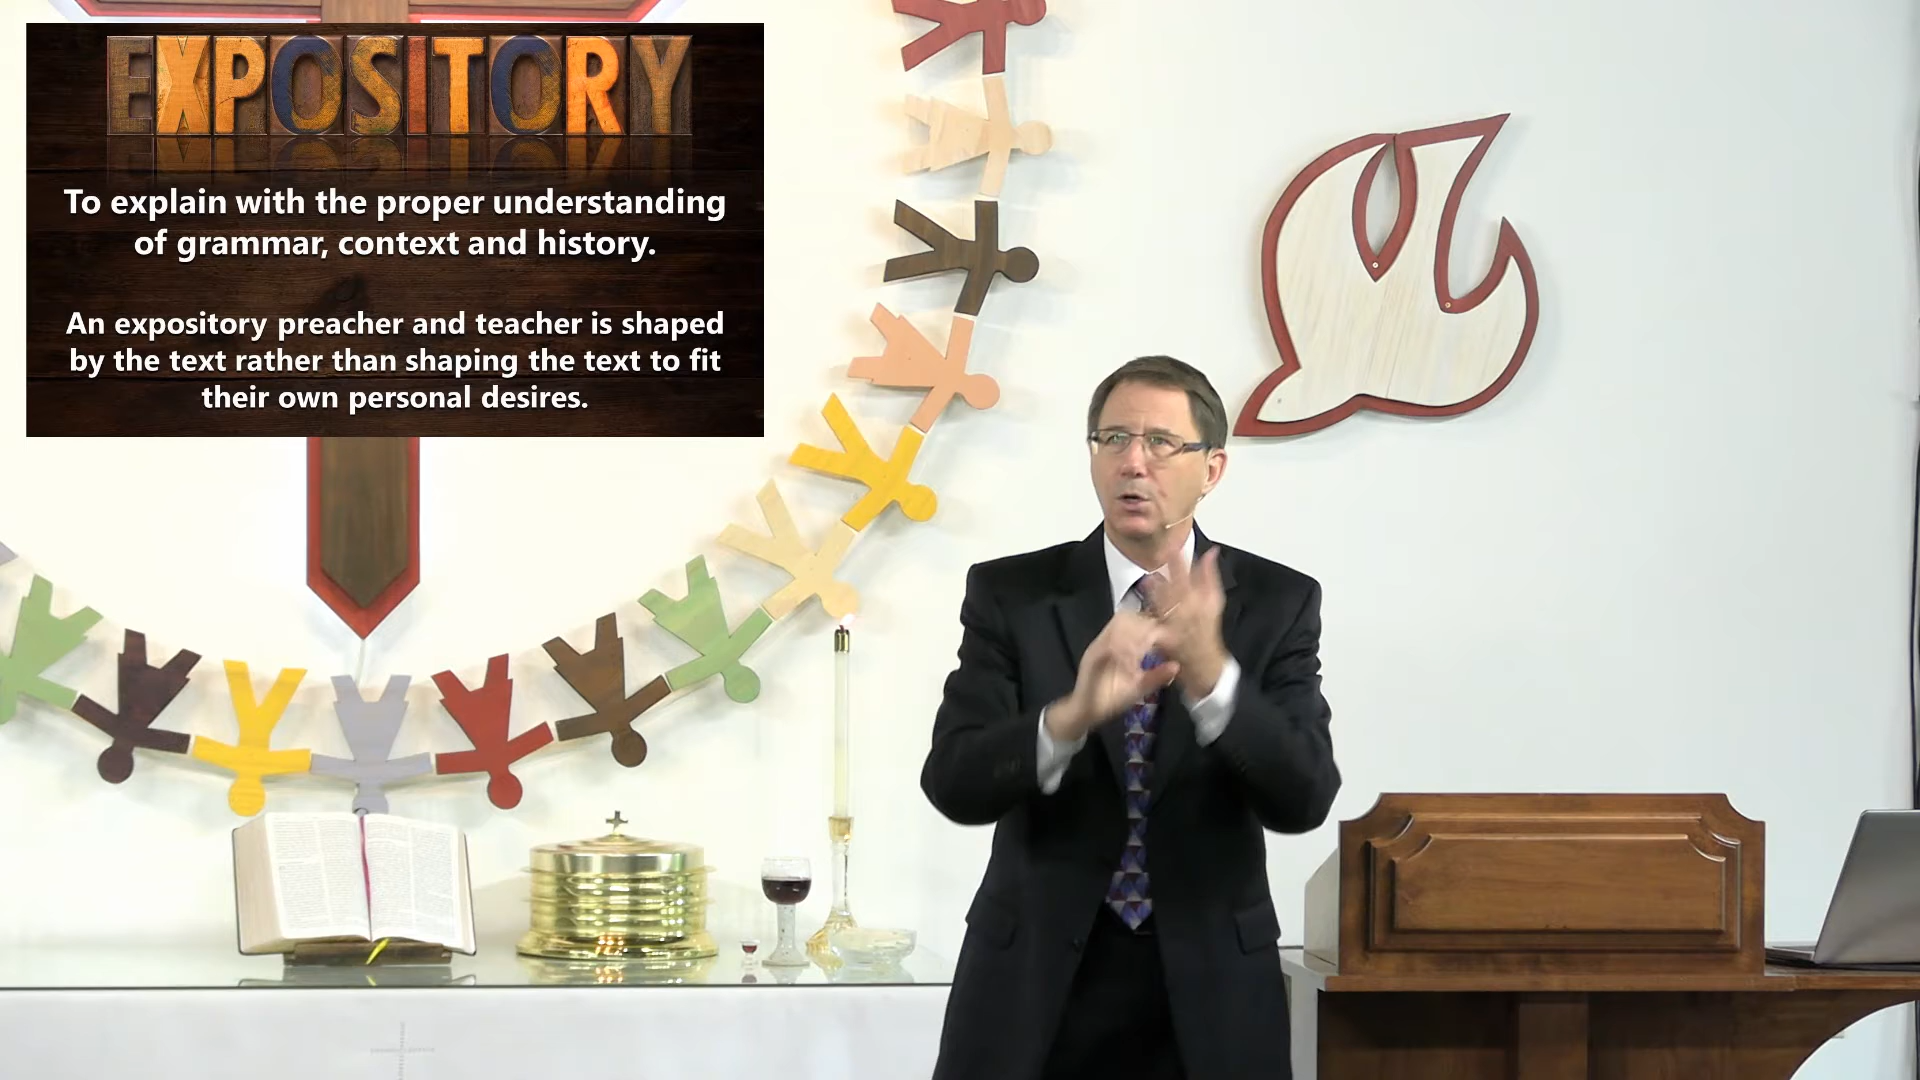 EXPOSITORY
To explain with the proper understanding
of grammar, context and history.
An expository preacher and teacher is shaped
by the text rather than shaping the text to fit
their own personal desires.